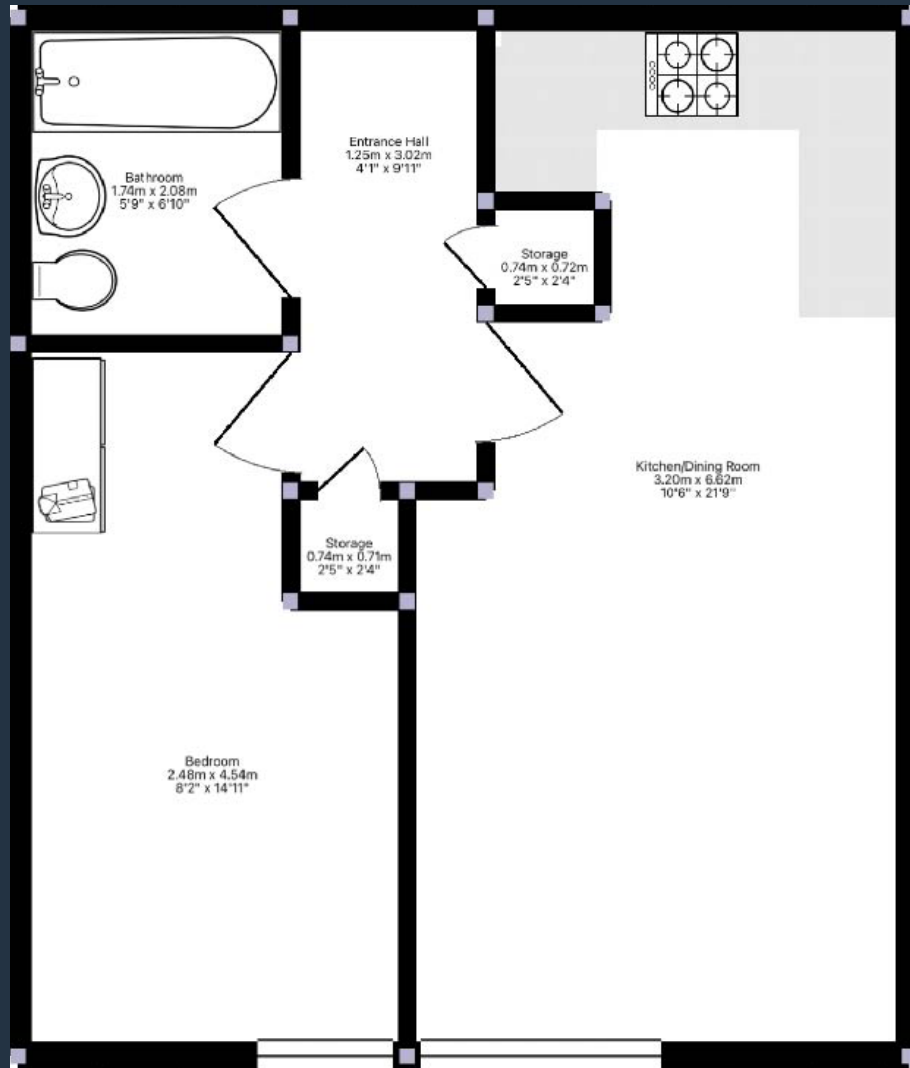 Entrance Hall
1.25m x 3.02m
4'1" x 9'11"
Bathroom
1.74m x 2.08m
5'9" x 6'10"
Storage
0.74m x 0.72m
2'5" x 2'4"
Kitchen/Dining Room
3.20m x 6.62m
10'6" x 21'9"
Storage
0.74m x 0.71m
2'5" x 2'4"
Bedroom
2.48m x 4.54m
8'2" x 14'11"